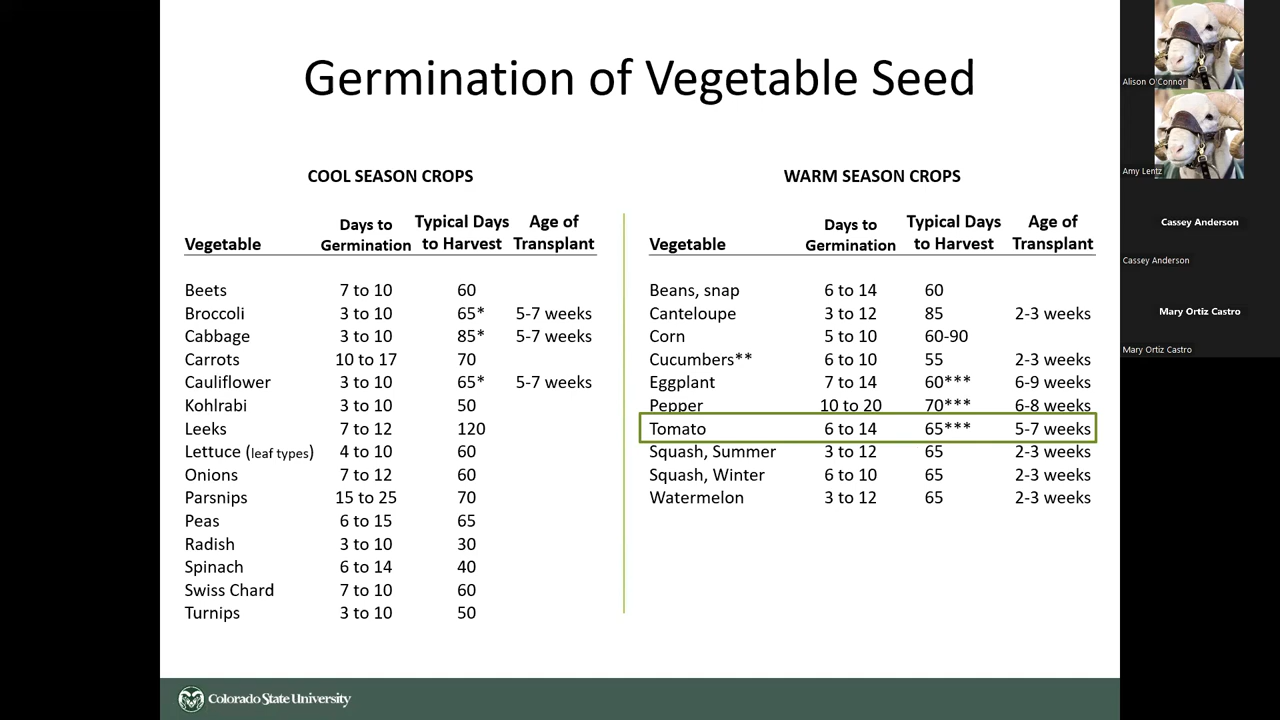 Germination of Vegetable Seed
COOL SEASON CROPS
Vegetable Days to Germination Typical Days to Harvest Age of Transplant
Beets 7 to 10 60
Broccoli 3 to 10 65* 5-7 weeks
Cabbage 3 to 10 85* 5-7 weeks
Carrots 10 to 17 70
Cauliflower 3 to 10 65* 5-7 weeks
Kohlrabi 3 to 10 50
Leeks 7 to 12 120
Lettuce (leaf types) 4 to 10 60
Onions 7 to 12 60
Parsnips 15 to 25 70
Peas 6 to 15 65
Radish 3 to 10 30
Spinach 6 to 14 40
Swiss Chard 7 to 10 60
Turnips 3 to 10 50
WARM SEASON CROPS
Vegetable Days to Germination Typical Days to Harvest Age of Transplant
Beans, snap 6 to 14 60
Canteloupe 3 to 12 85 2-3 weeks
Corn 5 to 10 60-90
Cucumbers** 6 to 10 55 2-3 weeks
Eggplant 7 to 14 60*** 6-9 weeks
Pepper 10 to 20 70*** 6-8 weeks
Tomato 6 to 14 65*** 5-7 weeks
Squash, Summer 3 to 12 65 2-3 weeks
Squash, Winter 6 to 10 65 2-3 weeks
Watermelon 3 to 12 65 2-3 weeks
Colorado State University
Alison O'Connor
Amy Lentz
Cassey Anderson
Cassey Anderson
Mary Ortiz Castro
Mary Ortiz Castro